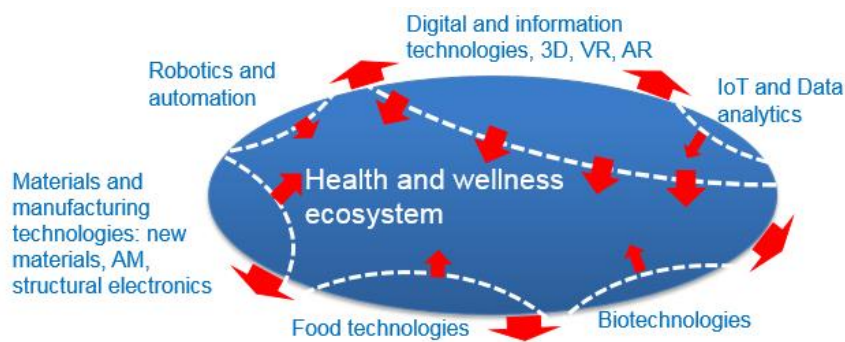 Digital and information
technologies, 3D, VR, AR
Robotics and
automation
IoT and Data
analytics
Materials and
manufacturing
technologies: new
materials, AM,
structural electronics
Health and wellness
ecosystem
Food technologies
Biotechnologies